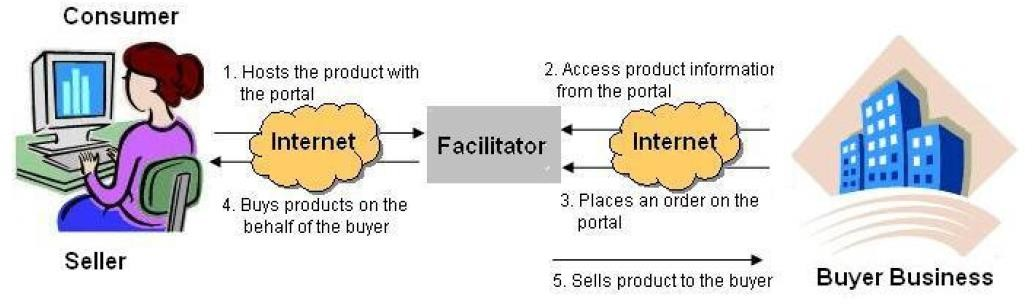 Consumer
1. Hosts the product with
the portal
Internet
4. Buys products on the
behalf of the buyer
Seller
Facilitator
2. Access product information
from the portal
Internet
3. Places an order on the
portal
5. Sells product to the buyer
Buyer Business